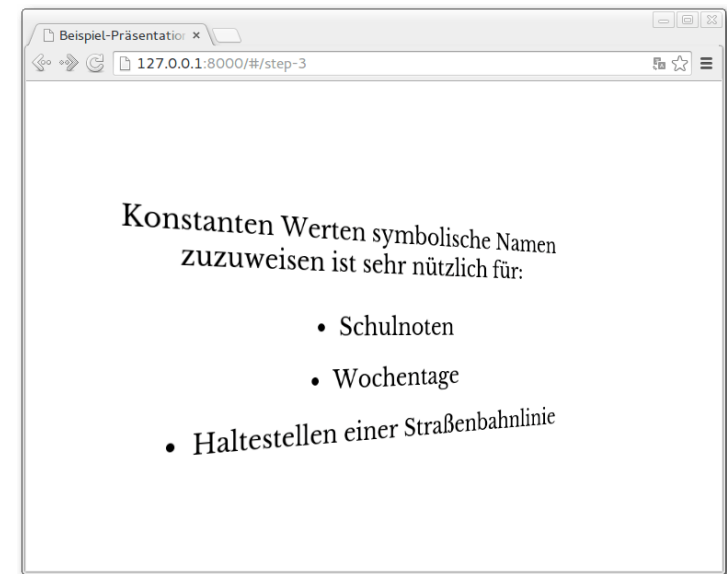 Beispiel-Präsentation
127.0.0.1:8000/#/step-3
Konstanten Werten symbolische Namen
zuzuweisen ist sehr nützlich für:
• Schulnoten
• Wochentage
• Haltestellen einer Straßenbahnlinie